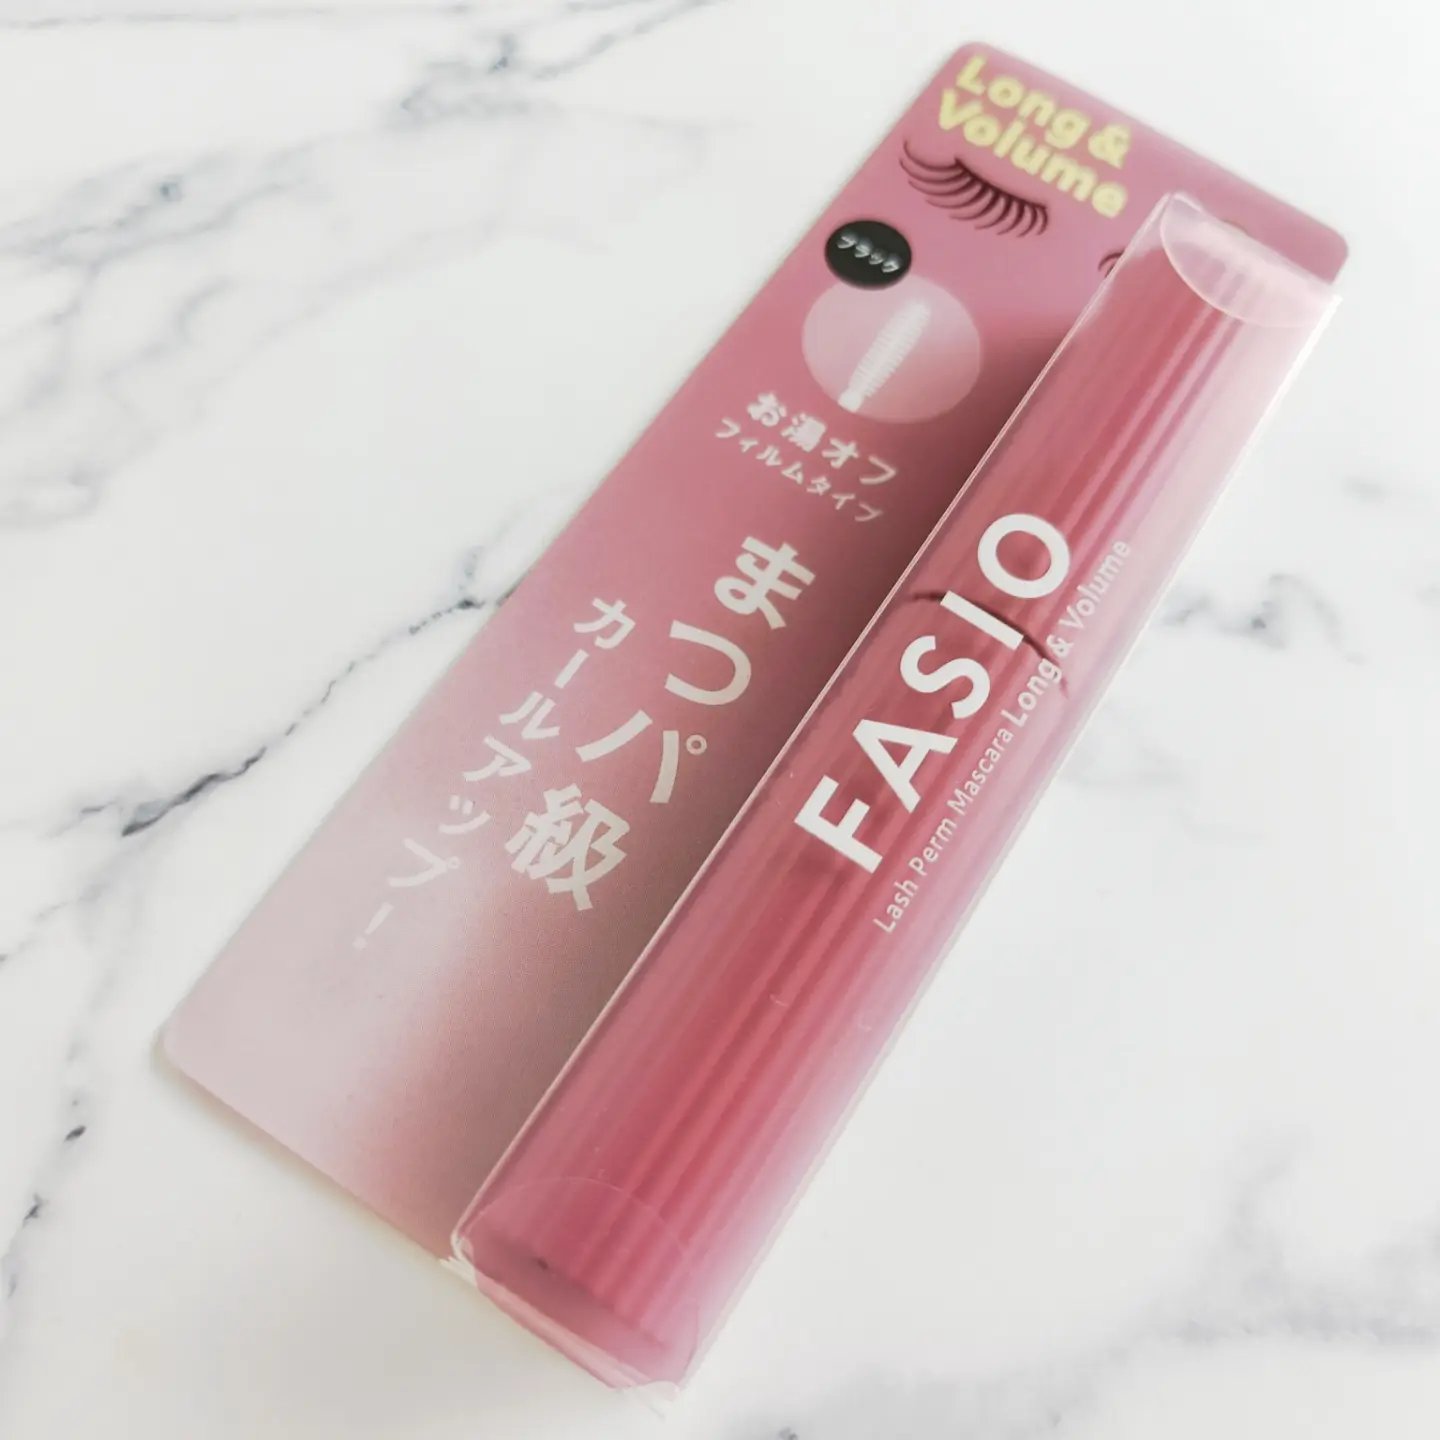 Long &
Volume
ブラック
お湯オフ
フィルムタイプ
まつパ級
カールアップ!
FASIO
Lash Perm Mascara Long & Volume